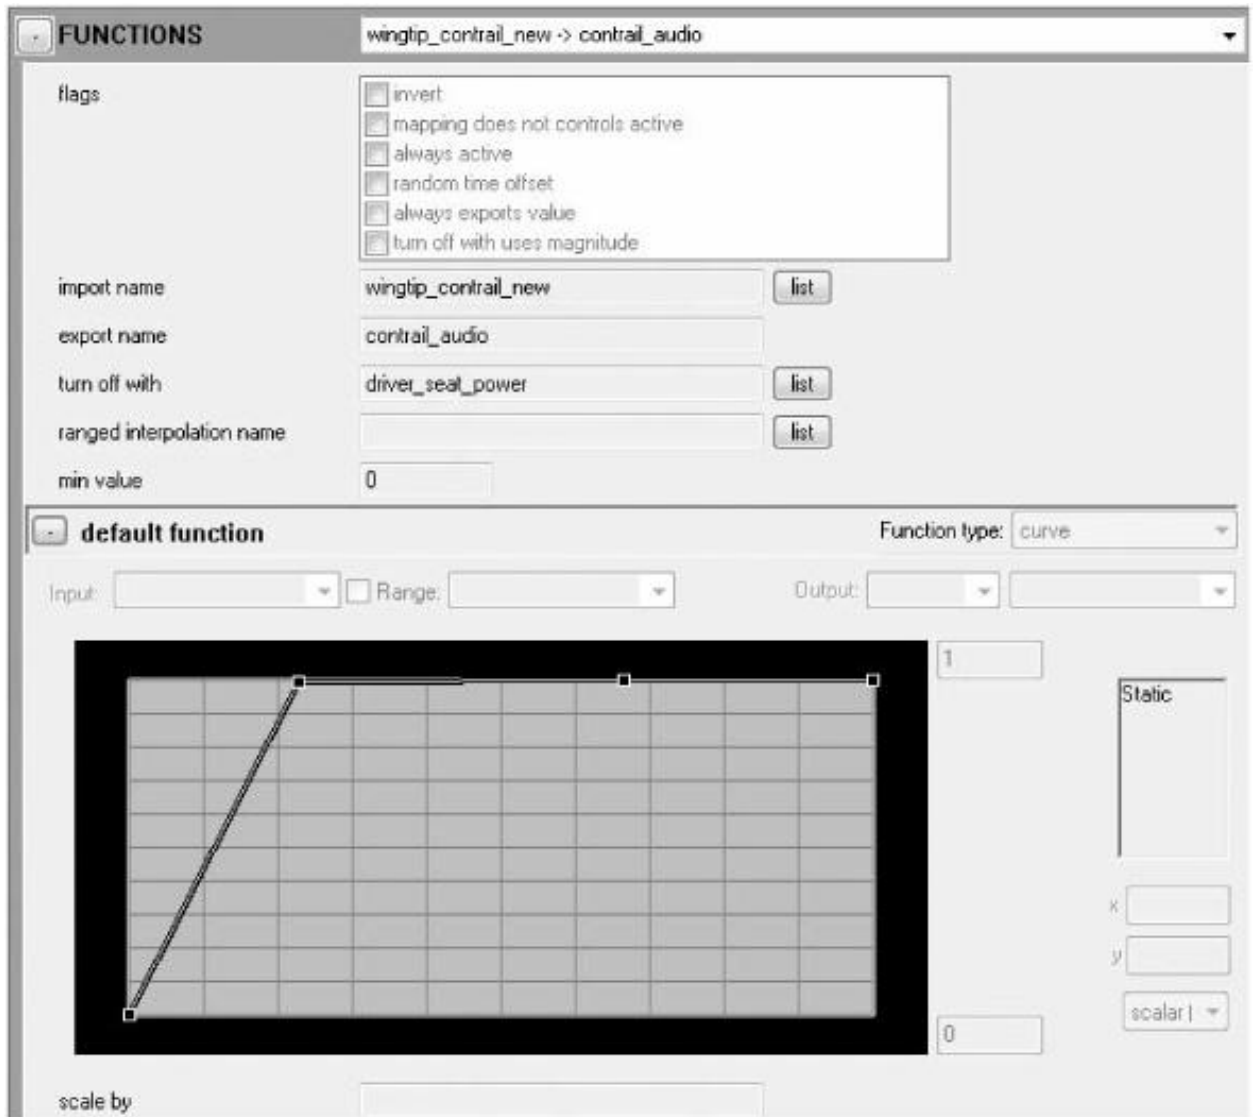 FUNCTIONS wingtip_contrail_new -> contrail_audio
flags
invert
mapping does not controls active
always active
random time offset
always exports value
turn off with uses magnitude
import name wingtip_contrail_new list
export name contrail_audio
turn off with driver_seat_power list
ranged interpolation name list
min value 0
default function Function type: curve
Input: Range: Output:
1
Static
x
y
scalar |
0
scale by